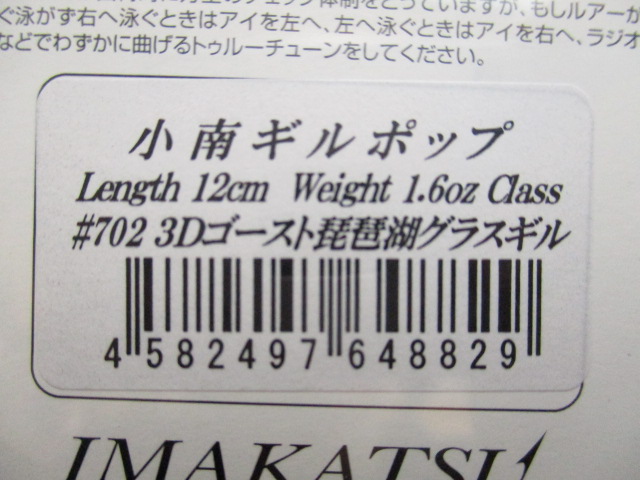 ぐ泳がず右へ泳ぐときはアイを左へ、左へ泳ぐときはアイを右へ、ラジオ
などでわずかに曲げるトゥルーチューンをしてください。
小南ギルポップ
Length 12cm Weight 1.6oz Class
#702 3Dゴースト琵琶湖グラスギル
4 582497 648829
IMAKATSU